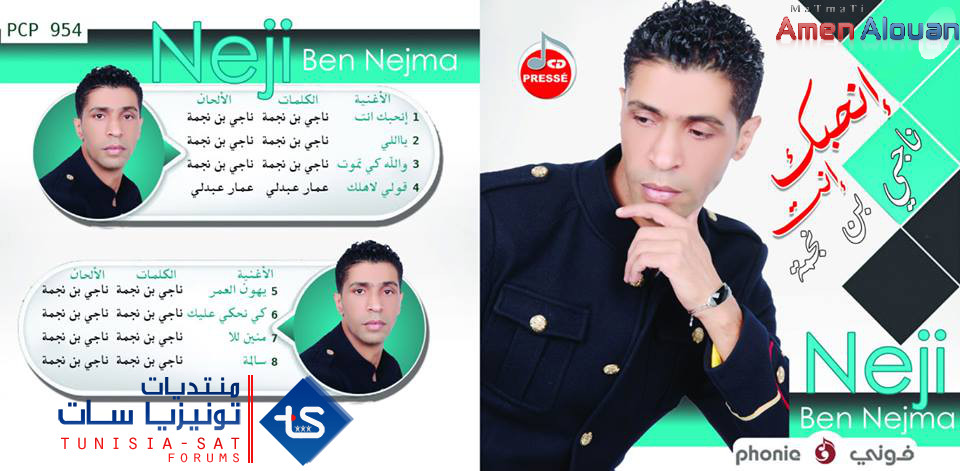 PCP 954
Neji
Ben Nejma
الأغنية الكلمات الألحان
1 إنحبك انت ناجي بن نجمة ناجي بن نجمة
2 ياللي ناجي بن نجمة ناجي بن نجمة
3 والله كي تموت ناجي بن نجمة ناجي بن نجمة
4 قولي لاهلك عمار عبدلي عمار عبدلي
الأغنية الكلمات الألحان
5 يهون العمر ناجي بن نجمة ناجي بن نجمة
6 كي نحكي عليك ناجي بن نجمة ناجي بن نجمة
7 منين للا ناجي بن نجمة ناجي بن نجمة
8 سالمة ناجي بن نجمة ناجي بن نجمة
منتديات
تونيزيا سات
TUNISIA-SAT
FORUMS
ts
MaTmaTi
Amen Alouan
CD
PRESSÉ
إنحبك
إنت
ناجي بن نجمة
Neji
Ben Nejma
phonie فوني